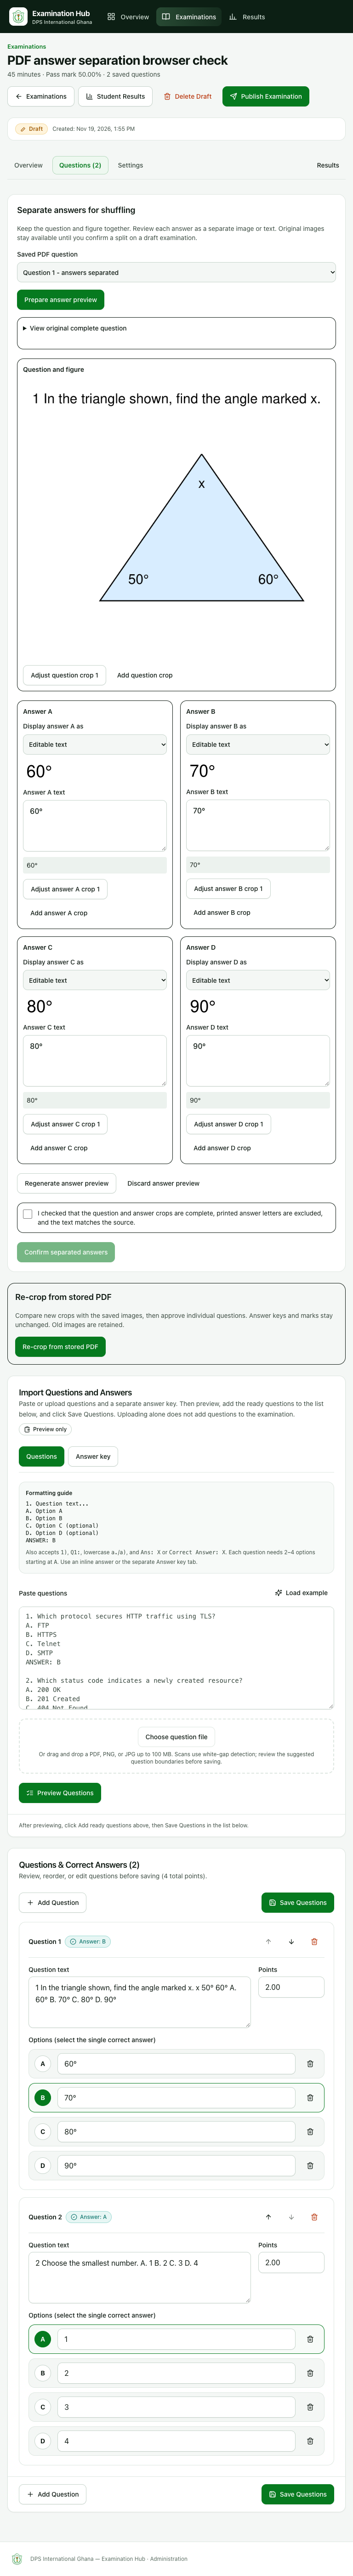 Examination Hub
DPS International Ghana
Overview
Examinations
Results
Examinations
PDF answer separation browser check
45 minutes · Pass mark 50.00% · 2 saved questions
Examinations
Student Results
Delete Draft
Publish Examination
Draft
Created: Nov 19, 2026, 1:55 PM
Overview
Questions (2)
Settings
Results
Separate answers for shuffling
Keep the question and figure together. Review each answer as a separate image or text. Original images
stay available until you confirm a split on a draft examination.
Saved PDF question
Question 1 - answers separated
Prepare answer preview
View original complete question
Question and figure
1 In the triangle shown, find the angle marked x.
x
50°
60°
Adjust question crop 1
Add question crop
Answer A
Display answer A as
Editable text
60°
Answer A text
60°
60°
Adjust answer A crop 1
Add answer A crop
Answer B
Display answer B as
Editable text
70°
Answer B text
70°
70°
Adjust answer B crop 1
Add answer B crop
Answer C
Display answer C as
Editable text
80°
Answer C text
80°
80°
Adjust answer C crop 1
Add answer C crop
Answer D
Display answer D as
Editable text
90°
Answer D text
90°
90°
Adjust answer D crop 1
Add answer D crop
Regenerate answer preview
Discard answer preview
I checked that the question and answer crops are complete, printed answer letters are excluded,
and the text matches the source.
Confirm separated answers
Re-crop from stored PDF
Compare new crops with the saved images, then approve individual questions. Answer keys and marks stay
unchanged. Old images are retained.
Re-crop from stored PDF
Import Questions and Answers
Paste or upload questions and a separate answer key. Then preview, add the ready questions to the list
below, and click Save Questions. Uploading alone does not add questions to the examination.
Preview only
Questions
Answer key
Formatting guide
1. Question text...
A. Option A
B. Option B
C. Option C (optional)
D. Option D (optional)
ANSWER: B
Also accepts 1), Q1:, lowercase a./a), and Ans: X or Correct Answer: X. Each question needs 2–4 options
starting at A. Use an inline answer or the separate Answer key tab.
Paste questions
Load example
1. Which protocol secures HTTP traffic using TLS?
A. FTP
B. HTTPS
C. Telnet
D. SMTP
ANSWER: B
2. Which status code indicates a newly created resource?
A. 200 OK
B. 201 Created
C. 404 Not Found
Choose question file
Or drag and drop a PDF, PNG, or JPG up to 100 MB. Scans use white-gap detection; review the suggested
question boundaries before saving.
Preview Questions
After previewing, click Add ready questions above, then Save Questions in the list below.
Questions & Correct Answers (2)
Review, reorder, or edit questions before saving (4 total points).
Add Question
Save Questions
Question 1
Answer: B
Question text
Points
1 In the triangle shown, find the angle marked x. x 50° 60° A.
60° B. 70° C. 80° D. 90°
2.00
Options (select the single correct answer)
A
60°
B
70°
C
80°
D
90°
Question 2
Answer: A
Question text
Points
2 Choose the smallest number. A. 1 B. 2 C. 3 D. 4
2.00
Options (select the single correct answer)
A
1
B
2
C
3
D
4
Add Question
Save Questions
DPS International Ghana — Examination Hub · Administration